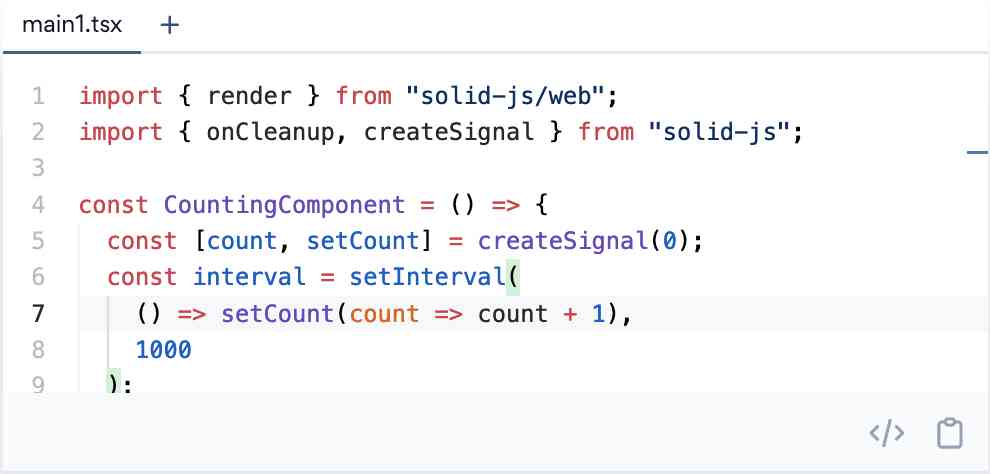 main1.tsx +
1 import { render } from "solid-js/web";
2 import { onCleanup, createSignal } from "solid-js";
3
4 const CountingComponent = () => {
5 const [count, setCount] = createSignal(0);
6 const interval = setInterval(
7 () => setCount(count => count + 1),
8 1000
9 );